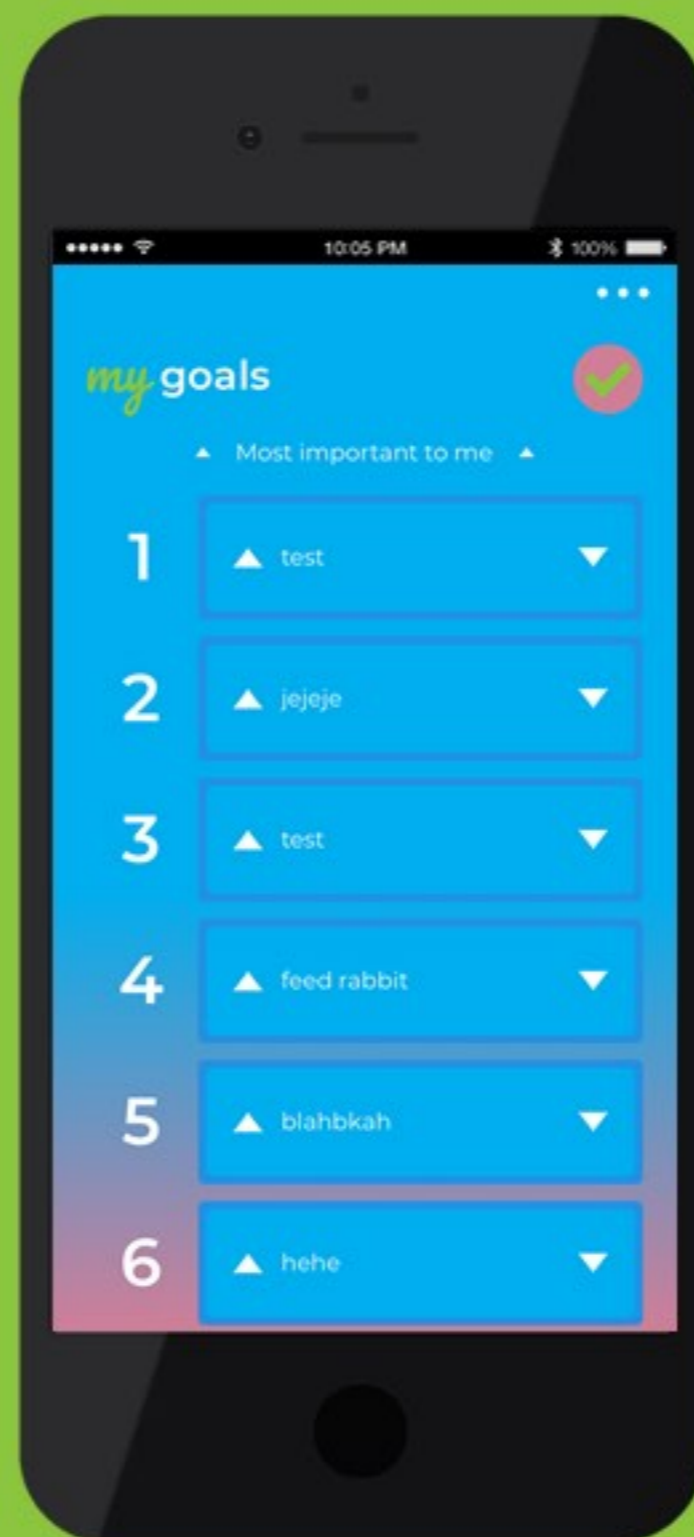 10:05 PM 100%
my goals
Most important to me
1 test
2 jejeje
3 test
4 feed rabbit
5 blahbkah
6 hehe